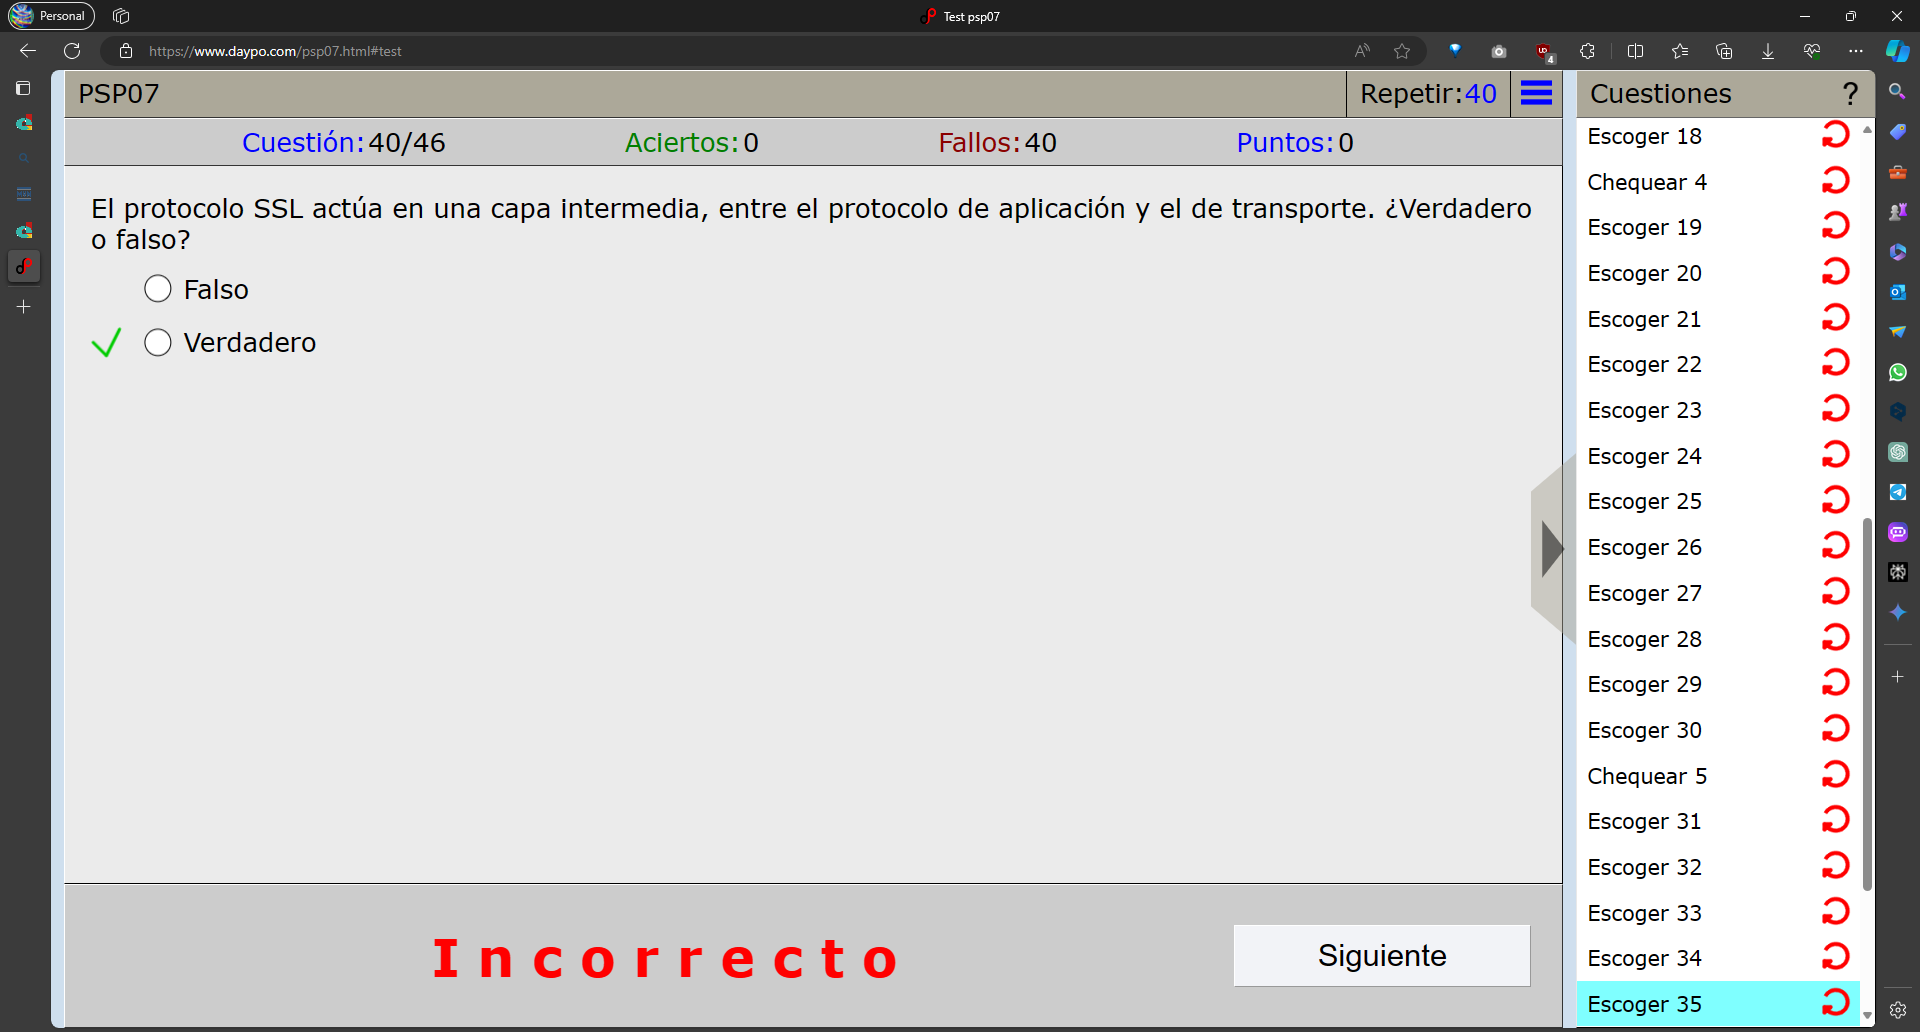 Personal
Test psp07
https://www.daypo.com/psp07.html#test
4
PSP07
Repetir:40
Cuestiones
?
Cuestión:40/46
Aciertos:0
Fallos:40
Puntos:0
El protocolo SSL actúa en una capa intermedia, entre el protocolo de aplicación y el de transporte. ¿Verdadero
o falso?
Falso
Verdadero
Incorrecto
Siguiente
Escoger 18
Chequear 4
Escoger 19
Escoger 20
Escoger 21
Escoger 22
Escoger 23
Escoger 24
Escoger 25
Escoger 26
Escoger 27
Escoger 28
Escoger 29
Escoger 30
Chequear 5
Escoger 31
Escoger 32
Escoger 33
Escoger 34
Escoger 35